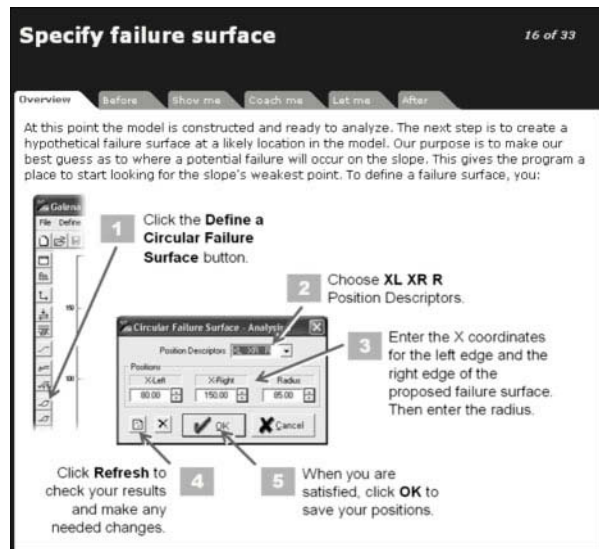 Specify failure surface
16 of 33
Overview
Before
Show me
Coach me
Let me
After
At this point the model is constructed and ready to analyze. The next step is to create a
hypothetical failure surface at a likely location in the model. Our purpose is to make our
best guess as to where a potential failure will occur on the slope. This gives the program a
place to start looking for the slope's weakest point. To define a failure surface, you:
Galena
File Define
150
100
1
Click the Define a
Circular Failure
Surface button.
2
Choose XL XR R
Position Descriptors.
Circular Failure Surface - Analysis
Position Descriptors XL XR R
Positions
X-Left
X-Right
Radius
80.00
150.00
85.00
OK
Cancel
3
Enter the X coordinates
for the left edge and the
right edge of the
proposed failure surface.
Then enter the radius.
Click Refresh to
check your results
and make any
needed changes.
4
5
When you are
satisfied, click OK to
save your positions.